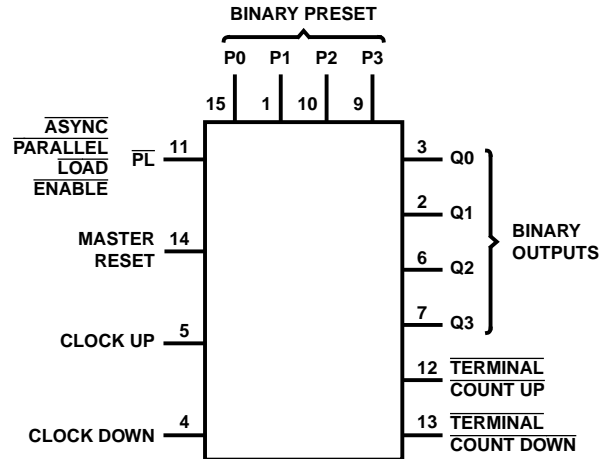 BINARY PRESET
P0 P1 P2 P3
15 1 10 9
ASYNC
PARALLEL
LOAD
ENABLE
PL 11
MASTER
RESET
14
CLOCK UP 5
CLOCK DOWN 4
3 Q0
2 Q1
6 Q2
7 Q3
BINARY
OUTPUTS
12 TERMINAL
COUNT UP
13 TERMINAL
COUNT DOWN